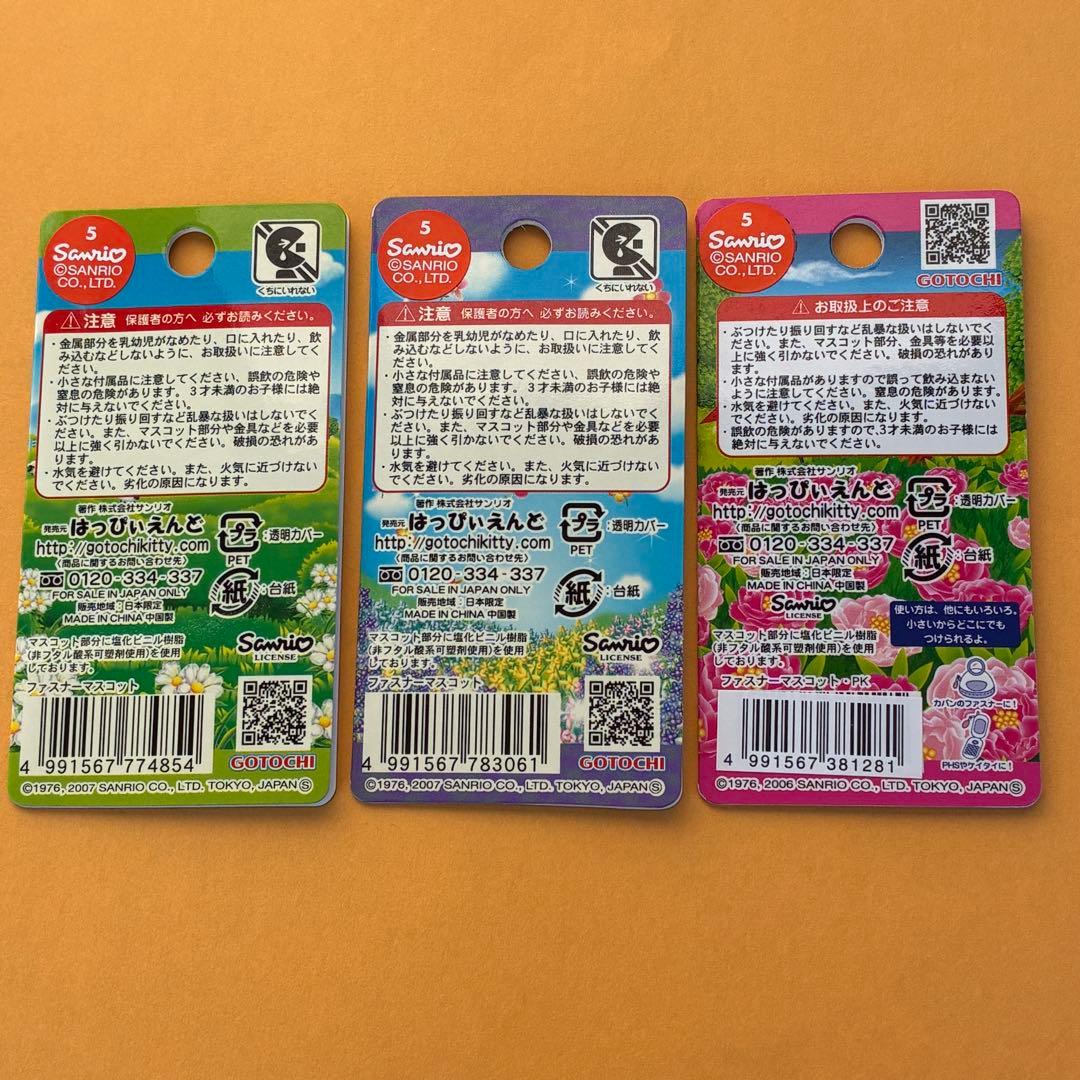 5
Sanrio
©SANRIO
CO., LTD.
くちにいれない
⚠注意 保護者の方へ 必ずお読みください。
・金属部分を乳幼児がなめたり、口に入れたり、飲
み込むなどしないように、お取扱いに注意してく
ださい。
・小さな付属品に注意してください、誤飲の危険や
窒息の危険があります。3才未満のお子様には絶
対に与えないでください。
・ぶつけたり振り回すなど乱暴な扱いはしないでく
ださい。また、マスコット部分や金具などを必要
以上に強く引かないでください。破損の恐れがあ
ります。
・水気を避けてください。また、火気に近づけない
でください。劣化の原因になります。
著作 株式会社サンリオ
発売元 はっぴぃえんど
http://gotochikitty.com
(商品に関するお問い合わせ先)
0120-334-337
FOR SALE IN JAPAN ONLY
販売地域:日本限定
MADE IN CHINA 中国製
プラ
:透明カバー
PET
紙
:台紙
マスコット部分に塩化ビニル樹脂
(非フタル酸系可塑剤使用)を使用
しております。
Sanrio
LICENSE
ファスナーマスコット
4 991567 774854
GOTOCHI
©1976, 2007 SANRIO CO., LTD. TOKYO, JAPAN Ⓢ
5
Sanrio
©SANRIO
CO., LTD.
くちにいれない
⚠注意 保護者の方へ 必ずお読みください。
・金属部分を乳幼児がなめたり、口に入れたり、飲
み込むなどしないように、お取扱いに注意してく
ださい。
・小さな付属品に注意してください、誤飲の危険や
窒息の危険があります。3才未満のお子様には絶
対に与えないでください。
・ぶつけたり振り回すなど乱暴な扱いはしないでく
ださい。また、マスコット部分や金具などを必要
以上に強く引かないでください。破損の恐れがあ
ります。
・水気を避けてください。また、火気に近づけない
でください。劣化の原因になります。
著作 株式会社サンリオ
発売元 はっぴぃえんど
http://gotochikitty.com
(商品に関するお問い合わせ先)
0120-334-337
FOR SALE IN JAPAN ONLY
販売地域:日本限定
MADE IN CHINA 中国製
プラ
:透明カバー
PET
紙
:台紙
マスコット部分に塩化ビニル樹脂
(非フタル酸系可塑剤使用)を使用
しております。
Sanrio
LICENSE
ファスナーマスコット
4 991567 783061
GOTOCHI
©1976, 2007 SANRIO CO., LTD. TOKYO, JAPAN Ⓢ
5
Sanrio
©SANRIO
CO., LTD.
GOTOCHI
⚠お取扱上のご注意
・ぶつけたり振り回すなど乱暴な扱いはしないでく
ださい。また、マスコット部分、金具等を必要以
上に強く引かないでください。破損の恐れがあり
ます。
・小さな付属品がありますので誤って飲み込まない
ように注意してください。窒息の危険があります。
・水気を避けてください。また、火気に近づけない
でください。劣化の原因になります。
・誤飲の危険がありますので、3才未満のお子様には
絶対に与えないでください。
著作 株式会社サンリオ
発売元 はっぴぃえんど
http://gotochikitty.com
(商品に関するお問い合わせ先)
0120-334-337
FOR SALE IN JAPAN ONLY
販売地域:日本限定
MADE IN CHINA 中国製
プラ
:透明カバー
PET
紙
:台紙
Sanrio
LICENSE
使い方は、他にもいろいろ。
小さいからどこにでも
つけられるよ。
マスコット部分に塩化ビニル樹脂
(非フタル酸系可塑剤使用)を使用
しております。
ファスナーマスコット・PK
カバンのファスナーに!
PHSやケイタイに!
4 991567 381281
©1976, 2006 SANRIO CO., LTD. TOKYO, JAPAN Ⓢ